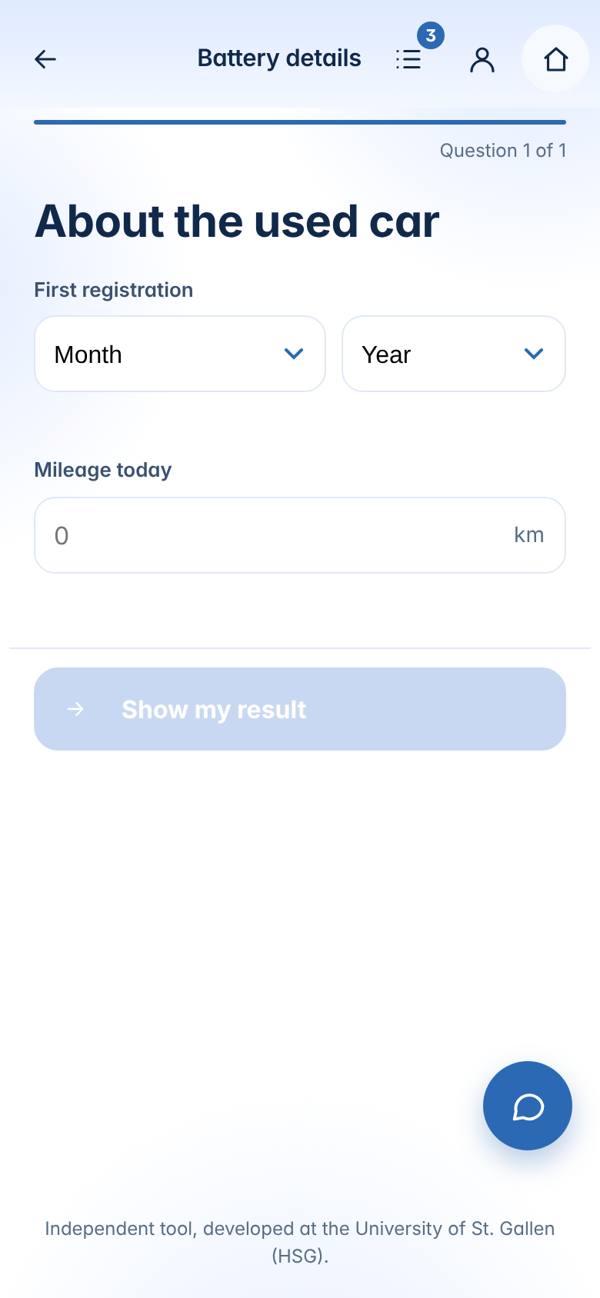 Battery details
3
Question 1 of 1
About the used car
First registration
Month
Year
Mileage today
0
km
Show my result
Independent tool, developed at the University of St. Gallen
(HSG).